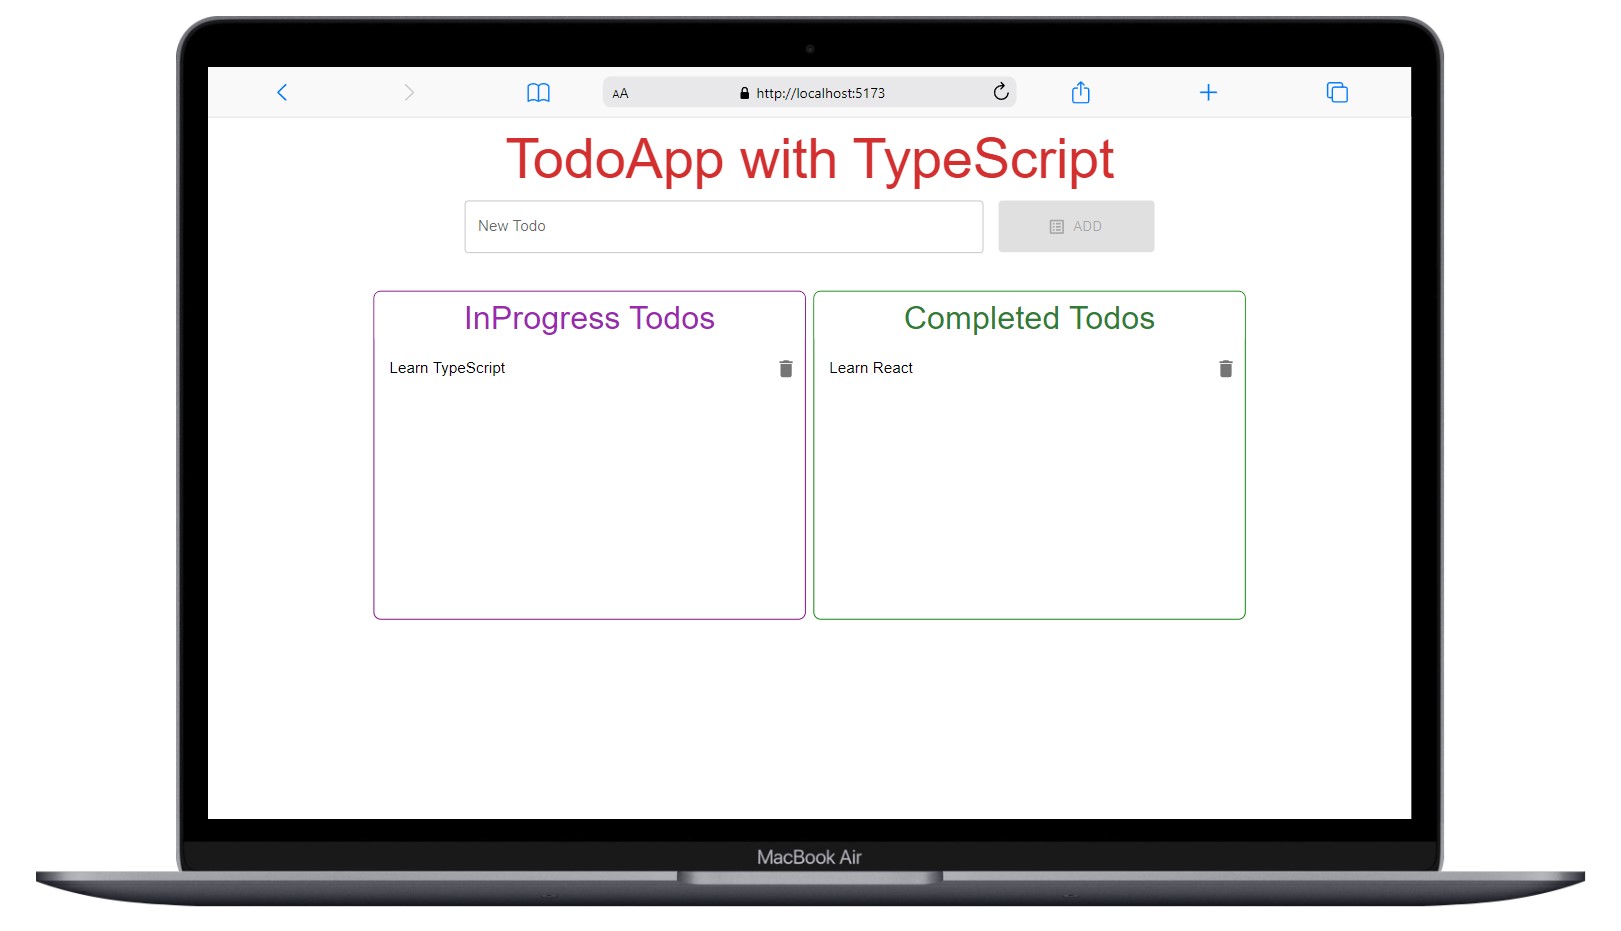 AA
http://localhost:5173
TodoApp with TypeScript
New Todo
ADD
InProgress Todos
Completed Todos
Learn TypeScript
Learn React
MacBook Air